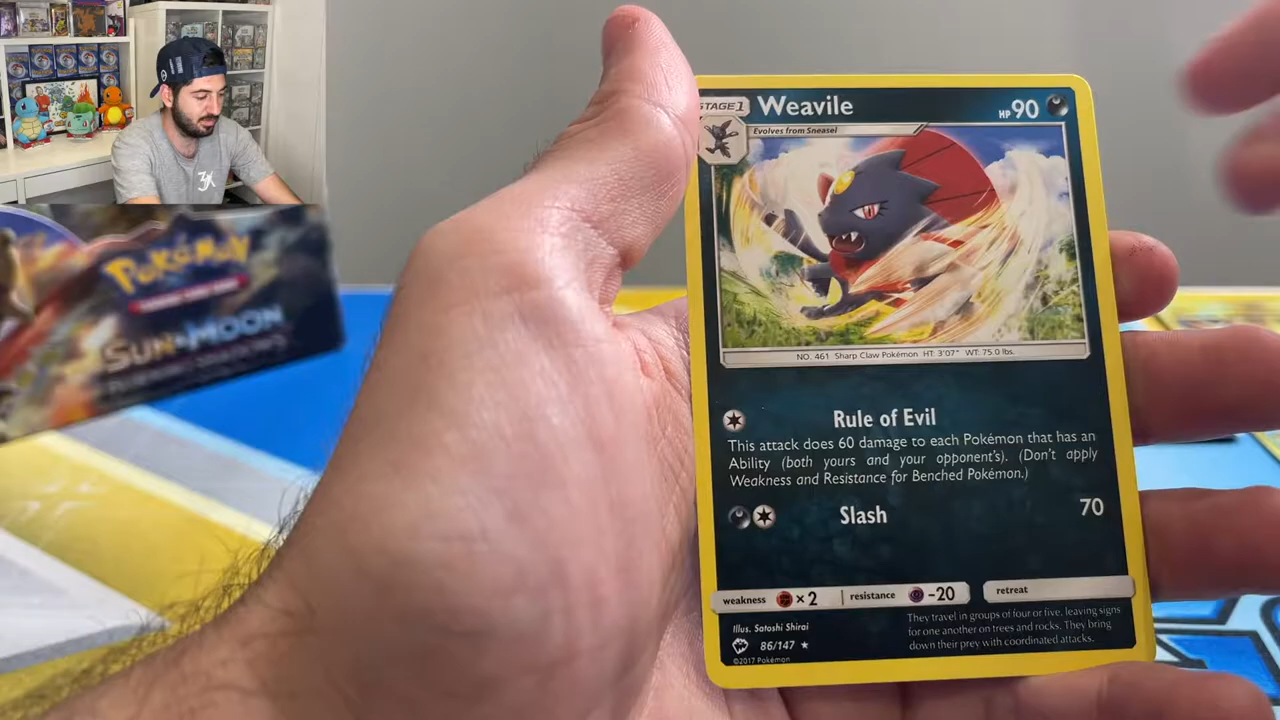 POKéMON
SUN & MOON
STAGE 1
Weavile
HP 90
Evolves from Sneasel
NO. 461 Sharp Claw Pokémon HT: 3'07" WT: 75.0 lbs.
Rule of Evil
This attack does 60 damage to each Pokémon that has an
Ability (both yours and your opponent's). (Don't apply
Weakness and Resistance for Benched Pokémon.)
Slash 70
weakness ×2 resistance -20 retreat
Illus. Satoshi Shirai
86/147 ★
©2017 Pokémon
They travel in groups of four or five, leaving signs
for one another on trees and rocks. They bring
down their prey with coordinated attacks.